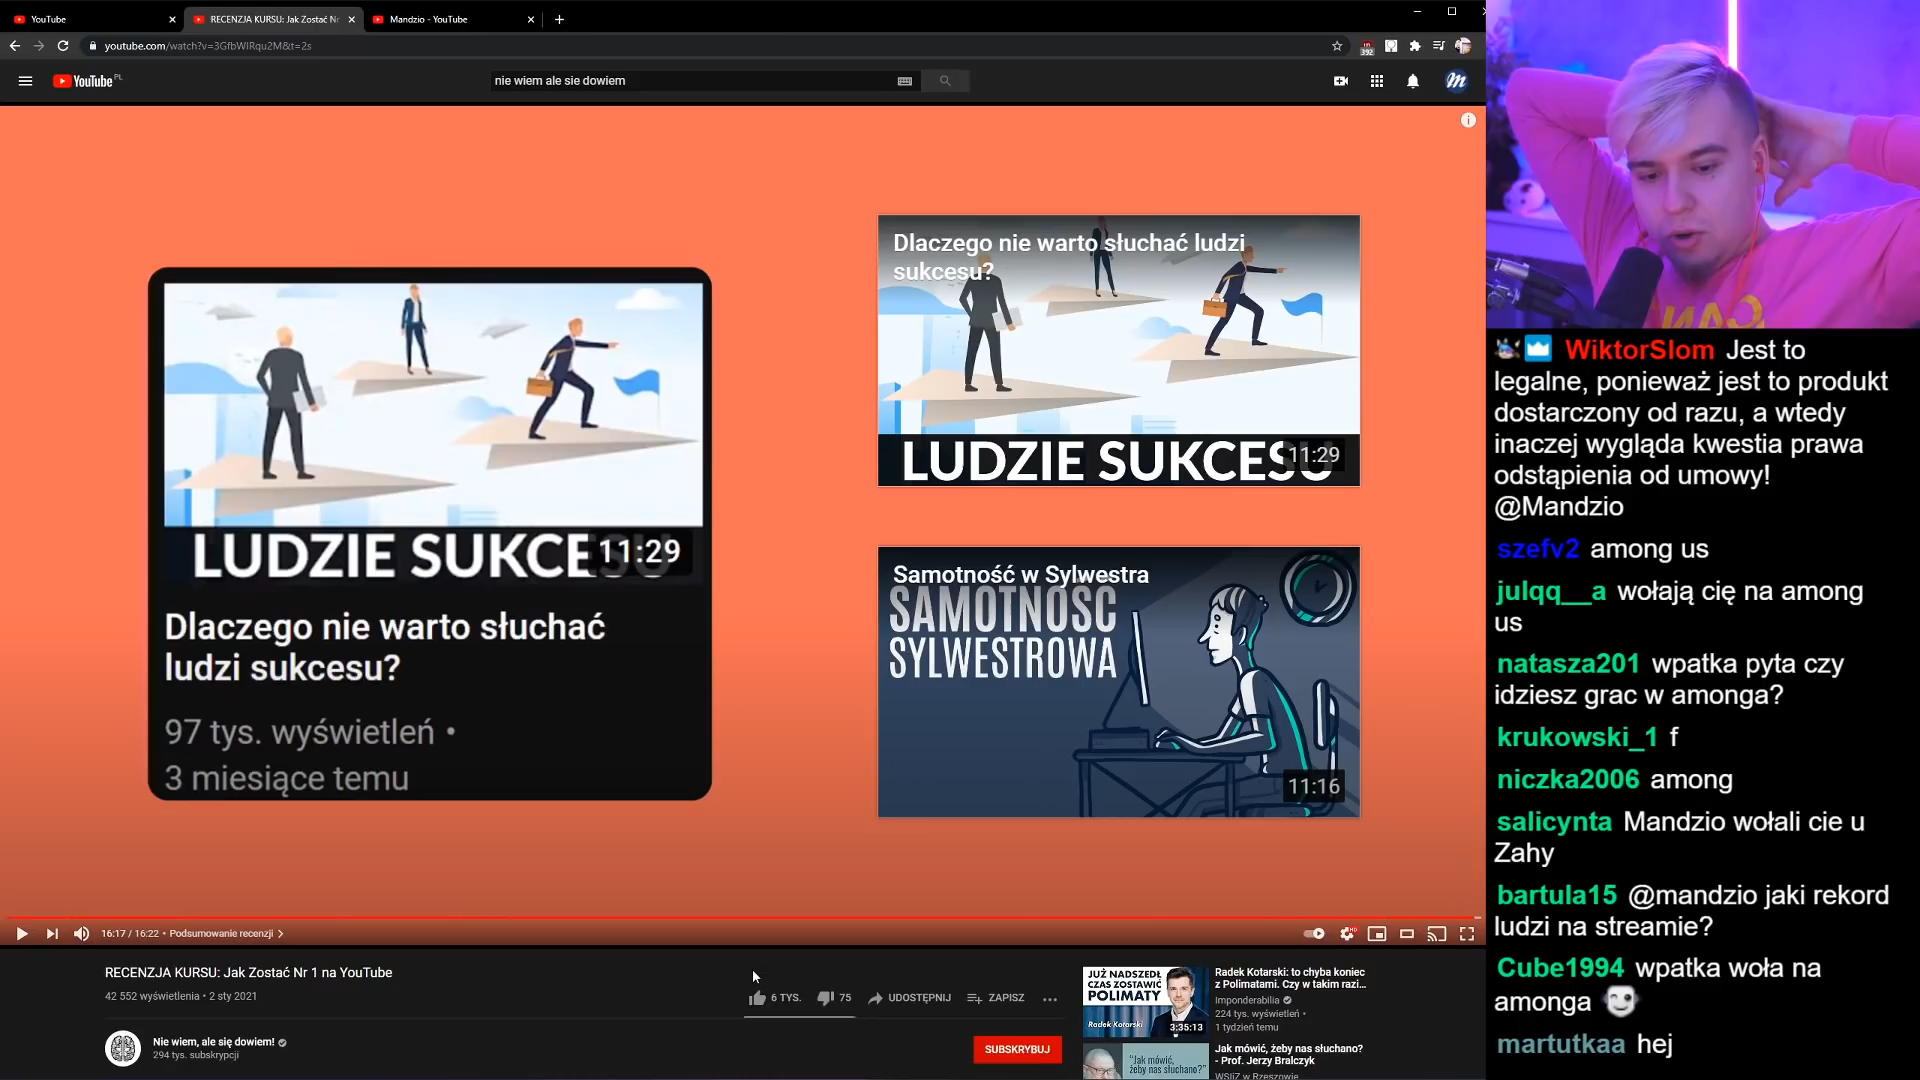 YouTube
RECENZJA KURSU: Jak Zostać Nr
Mandzio - YouTube
youtube.com/watch?v=3GfbWIRqu2M&t=2s
392
YouTube PL
nie wiem ale sie dowiem
LUDZIE SUKCE
11:29
Dlaczego nie warto słuchać
ludzi sukcesu?
97 tys. wyświetleń •
3 miesiące temu
Dlaczego nie warto słuchać ludzi
sukcesu?
LUDZIE SUKCESU
11:29
Samotność w Sylwestra
SAMOTNOŚĆ
SYLWESTROWA
11:16
16:17 / 16:22 • Podsumowanie recenzji
RECENZJA KURSU: Jak Zostać Nr 1 na YouTube
42 552 wyświetlenia • 2 sty 2021
6 TYS.
75
UDOSTĘPNIJ
ZAPISZ
Nie wiem, ale się dowiem!
294 tys. subskrypcji
SUBSKRYBUJ
JUŻ NADSZEDŁ
CZAS ZOSTAWIĆ
POLIMATY
Radek Kotarski
3:35:13
Radek Kotarski: to chyba koniec
z Polimatami. Czy w takim razi...
Imponderabilia
224 tys. wyświetleń •
1 tydzień temu
"Jak mówić,
żeby nas słuchano?"
Jak mówić, żeby nas słuchano?
- Prof. Jerzy Bralczyk
WSIiZ w Rzeszowie
WiktorSlom Jest to
legalne, ponieważ jest to produkt
dostarczony od razu, a wtedy
inaczej wygląda kwestia prawa
odstąpienia od umowy!
@Mandzio
szefv2 among us
julqq__a wołają cię na among
us
natasza201 wpatka pyta czy
idziesz grac w amonga?
krukowski_1 f
niczka2006 among
salicynta Mandzio wołali cie u
Zahy
bartula15 @mandzio jaki rekord
ludzi na streamie?
Cube1994 wpatka woła na
amonga
martutkaa hej